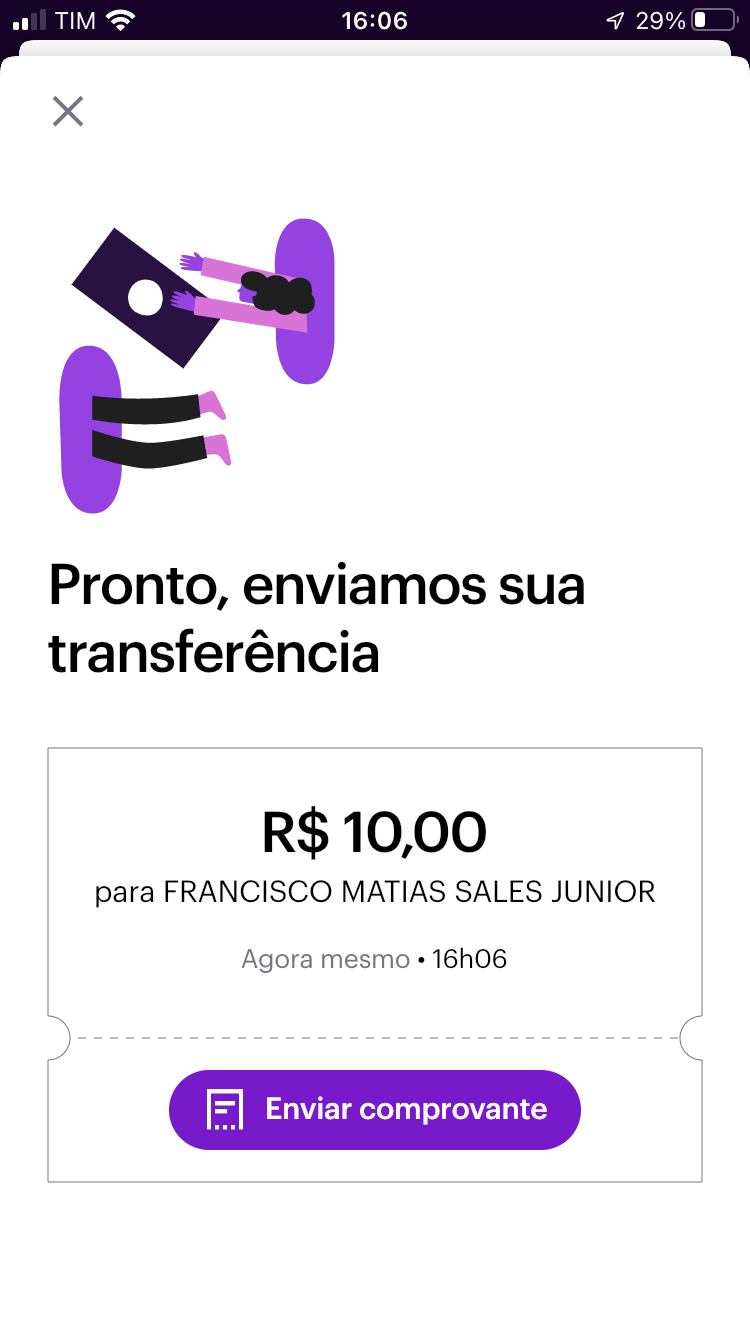 TIM 16:06 29%
Pronto, enviamos sua
transferência
R$ 10,00
para FRANCISCO MATIAS SALES JUNIOR
Agora mesmo • 16h06
Enviar comprovante